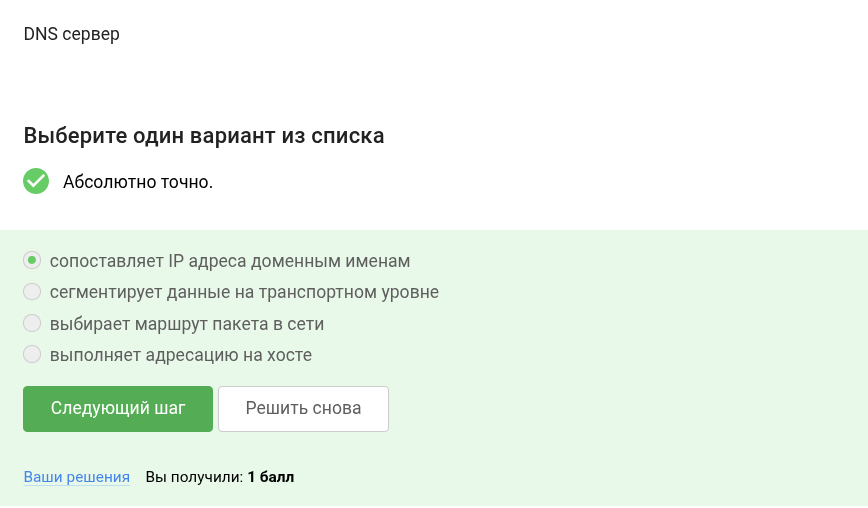 DNS сервер
Выберите один вариант из списка
Абсолютно точно.
сопоставляет IP адреса доменным именам
сегментирует данные на транспортном уровне
выбирает маршрут пакета в сети
выполняет адресацию на хосте
Следующий шаг Решить снова
Ваши решения Вы получили: 1 балл